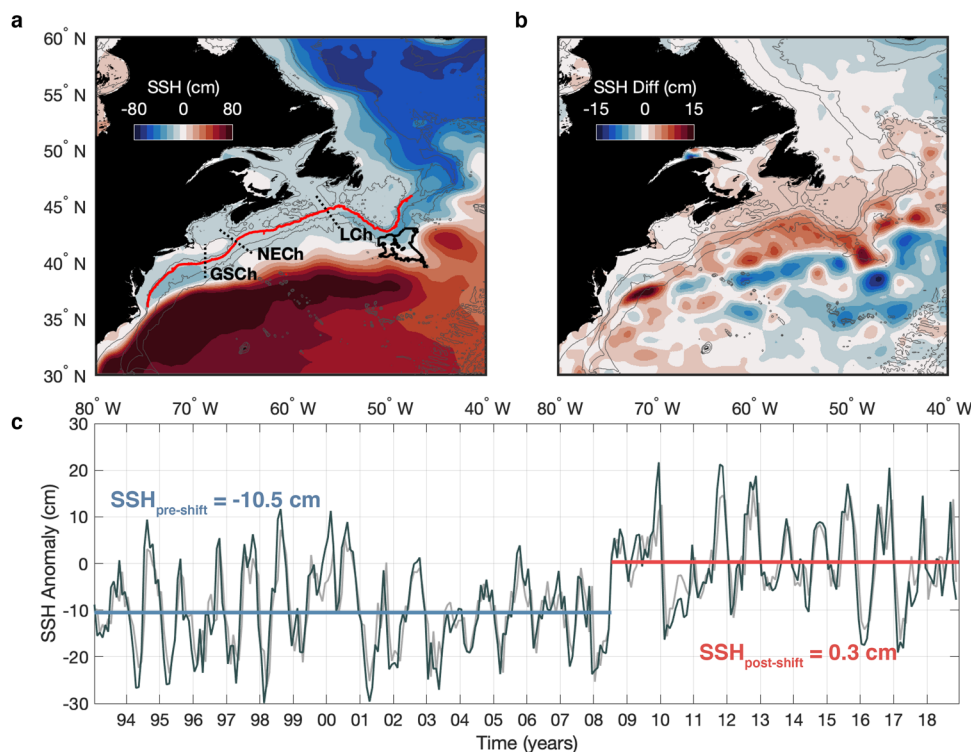 a
b
60° N
55° N
50° N
45° N
40° N
35° N
30° N
SSH (cm)
-80 0 80
LCh
NECh
GSCh
SSH Diff (cm)
-15 0 15
80 W 70 W 60 W 50 W 80 W 70 W 60 W 50 W 40 W
c
30
20
10
0
-10
-20
-30
SSH Anomaly (cm)
SSHpre-shift = -10.5 cm
SSHpost-shift = 0.3 cm
94 95 96 97 98 99 00 01 02 03 04 05 06 07 08 09 10 11 12 13 14 15 16 17 18
Time (years)